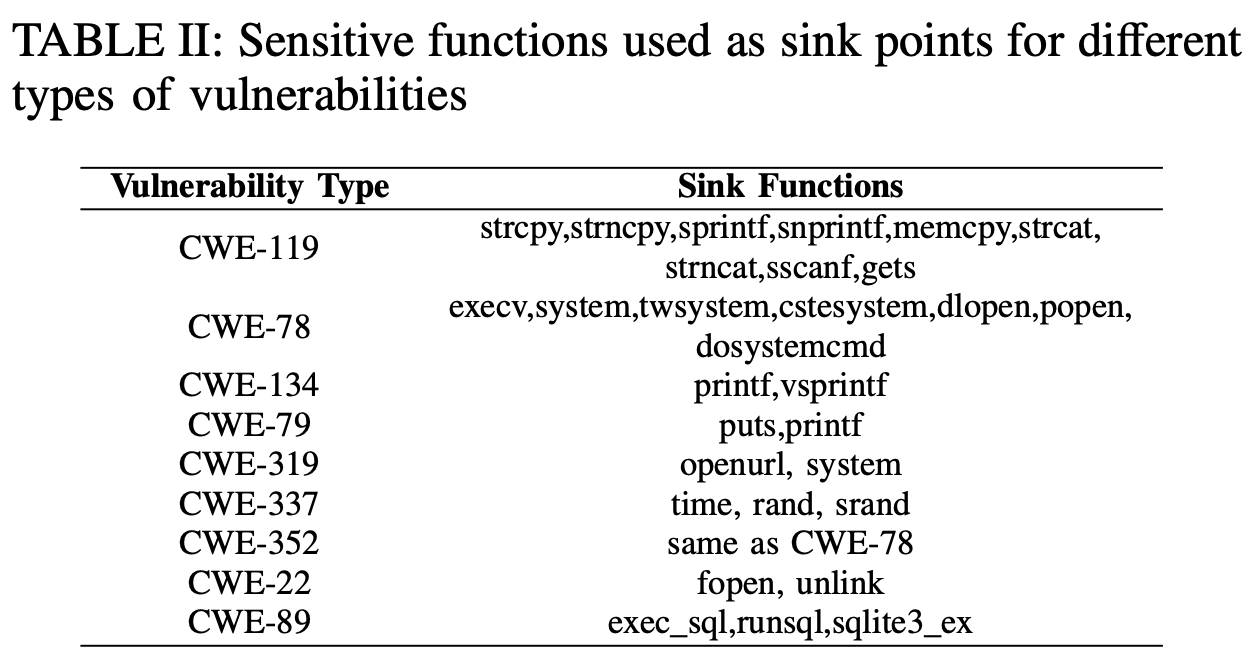 TABLE II: Sensitive functions used as sink points for different
types of vulnerabilities
Vulnerability Type Sink Functions
CWE-119 strcpy,strncpy,sprintf,snprintf,memcpy,strcat,
strncat,sscanf,gets
CWE-78 execv,system,twsystem,cstesystem,dlopen,popen,
dosystemcmd
CWE-134 printf,vsprintf
CWE-79 puts,printf
CWE-319 openurl, system
CWE-337 time, rand, srand
CWE-352 same as CWE-78
CWE-22 fopen, unlink
CWE-89 exec_sql,runsql,sqlite3_ex